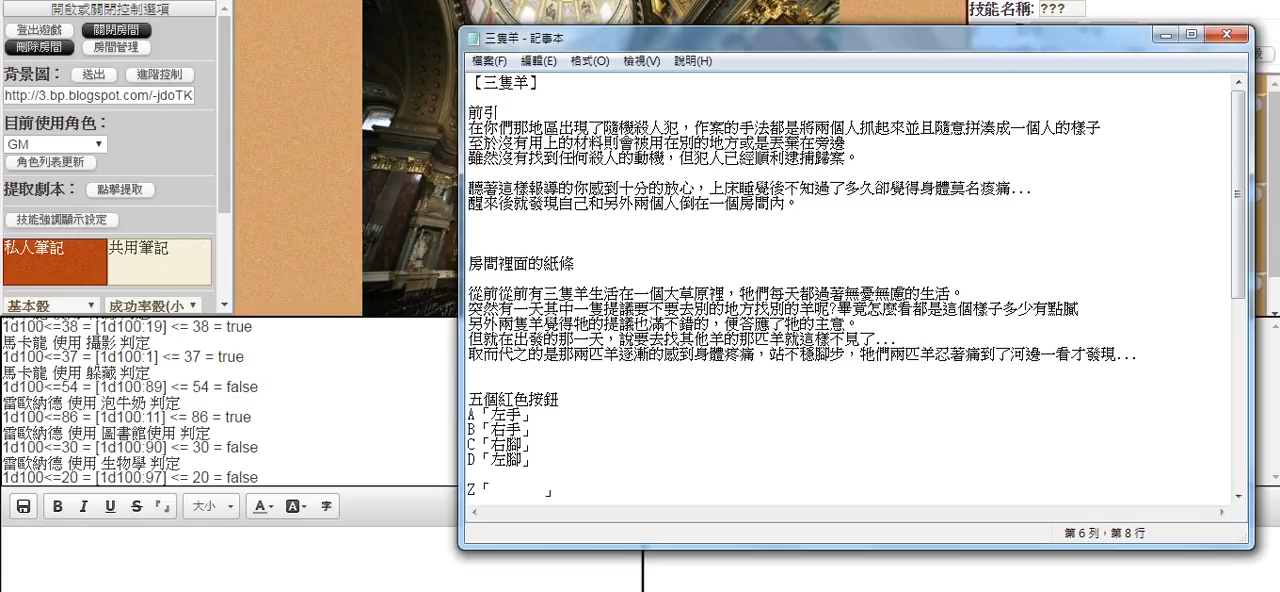 開啟或關閉控制選項
登出遊戲 關閉房間
刪除房間 房間管理
背景圖： 送出 進階控制
http://3.bp.blogspot.com/-jdoTK
目前使用角色：
GM
角色列表更新
提取劇本： 點擊提取
技能強調顯示設定
私人筆記 共用筆記
基本骰 成功率骰(小
1d100<=38 = [1d100:19] <= 38 = true
馬卡龍 使用 攝影 判定
1d100<=37 = [1d100:1] <= 37 = true
馬卡龍 使用 躲藏 判定
1d100<=54 = [1d100:89] <= 54 = false
雷歐納德 使用 泡牛奶 判定
1d100<=86 = [1d100:11] <= 86 = true
雷歐納德 使用 圖書館使用 判定
1d100<=30 = [1d100:90] <= 30 = false
雷歐納德 使用 生物學 判定
1d100<=20 = [1d100:97] <= 20 = false
B I U S 『』 大小 A A 字
技能名稱: ???
三隻羊 - 記事本
檔案(F) 編輯(E) 格式(O) 檢視(V) 說明(H)
【三隻羊】
前引
在你們那地區出現了隨機殺人犯，作案的手法都是將兩個人抓起來並且隨意拼湊成一個人的樣子
至於沒有用上的材料則會被用在別的地方或是丟棄在旁邊
雖然沒有找到任何殺人的動機，但犯人已經順利逮捕歸案。
聽著這樣報導的你感到十分的放心，上床睡覺後不知過了多久卻覺得身體莫名痠痛...
醒來後就發現自己和另外兩個人倒在一個房間內。
房間裡面的紙條
從前從前有三隻羊生活在一個大草原裡，牠們每天都過著無憂無慮的生活。
突然有一天其中一隻提議要不要去別的地方找別的羊呢?畢竟怎麼看都是這個樣子多少有點膩
另外兩隻羊覺得牠的提議也滿不錯的，便答應了牠的主意。
但就在出發的那一天，說要去找其他羊的那匹羊就這樣不見了...
取而代之的是那兩匹羊逐漸的感到身體疼痛，站不穩腳步，牠們兩匹羊忍著痛到了河邊一看才發現...
五個紅色按鈕
A「左手」
B「右手」
C「右腳」
D「左腳」
Z「 」
第 6 列，第 8 行